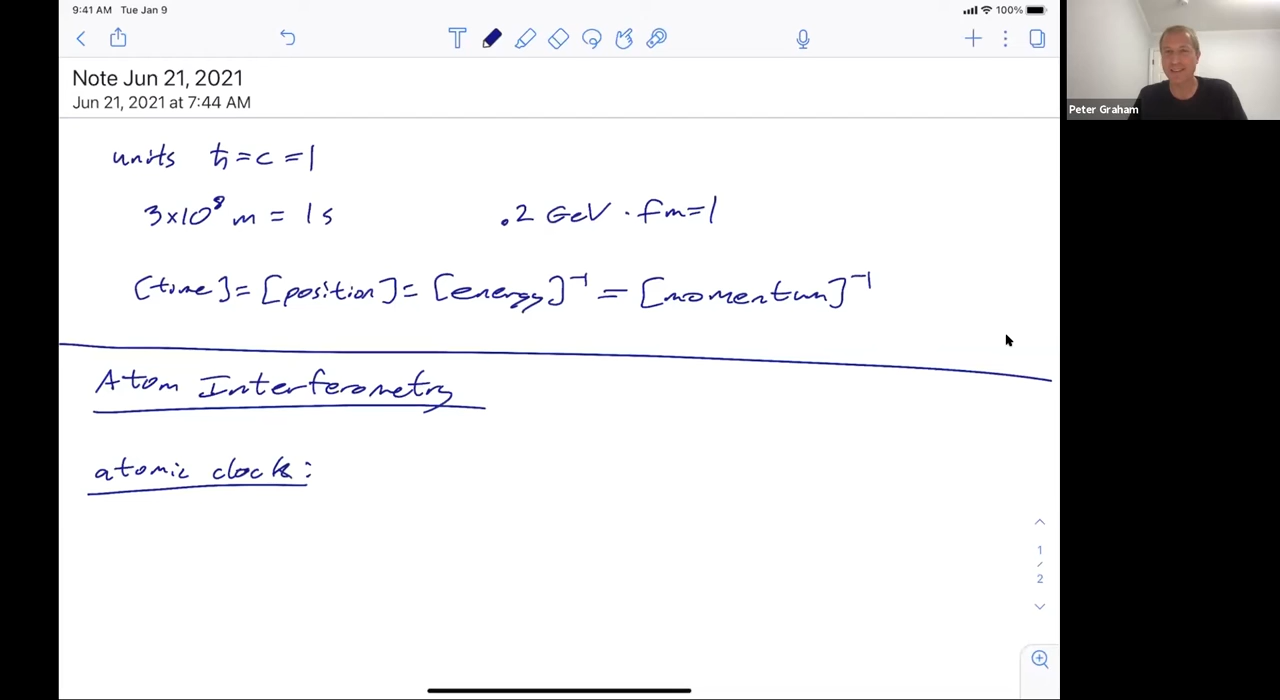 9:41 AM Tue Jan 9
100%
Note Jun 21, 2021
Jun 21, 2021 at 7:44 AM
units ℏ=c=1
3×10⁸ m = 1 s
.2 GeV · fm=1
[time]=[position]=[energy]⁻¹=[momentum]⁻¹
Atom Interferometry
atomic clock:
1
/
2
Peter Graham